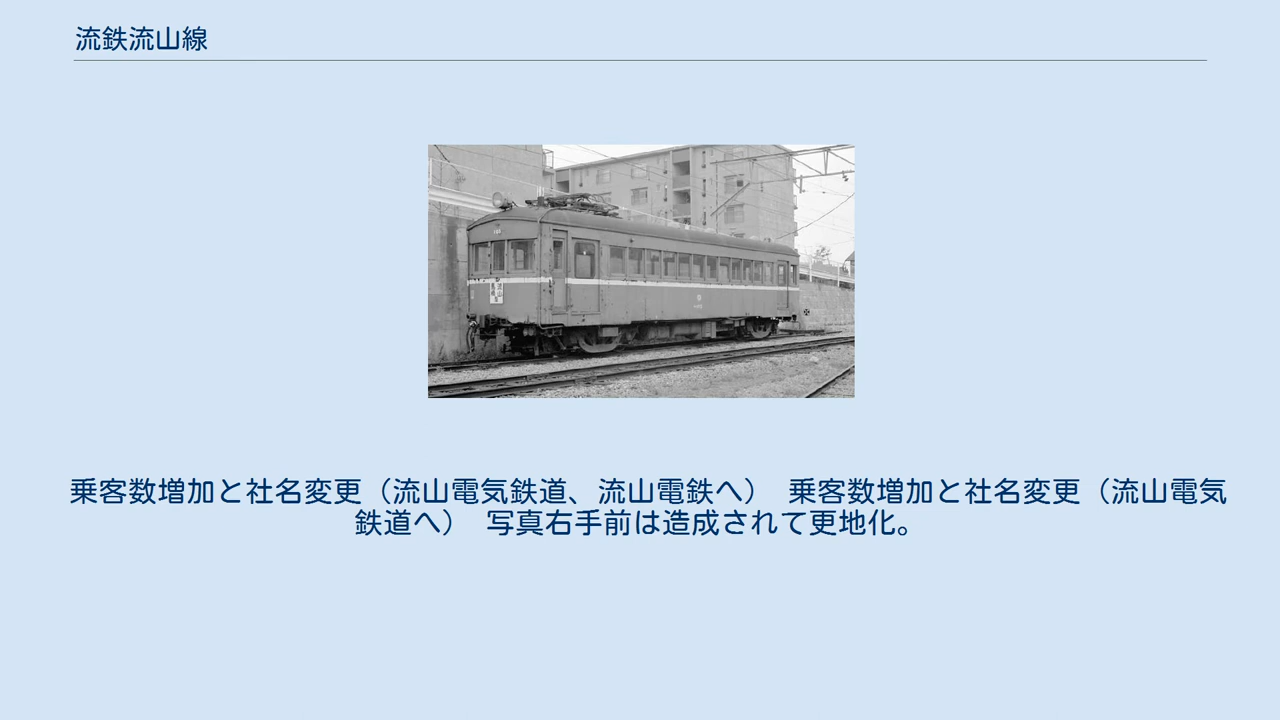 流鉄流山線
乗客数増加と社名変更（流山電気鉄道、流山電鉄へ）　乗客数増加と社名変更（流山電気
鉄道へ）　写真右手前は造成されて更地化。